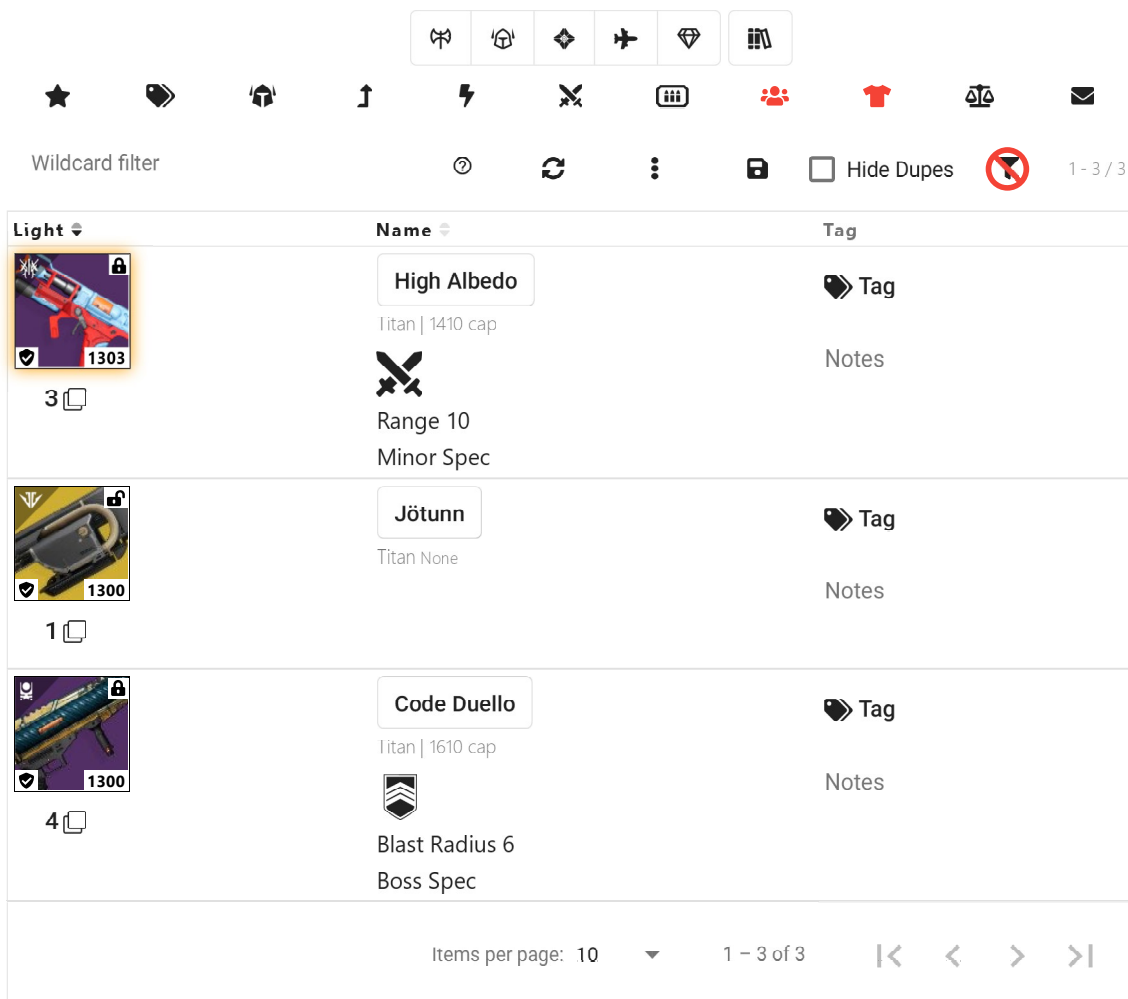 Wildcard filter
Hide Dupes
1 - 3 / 3
Light
Name
Tag
1303
3
High Albedo
Titan | 1410 cap
Range 10
Minor Spec
Tag
Notes
1300
1
Jötunn
Titan None
Tag
Notes
1300
4
Code Duello
Titan | 1610 cap
Blast Radius 6
Boss Spec
Tag
Notes
Items per page: 10
1 – 3 of 3